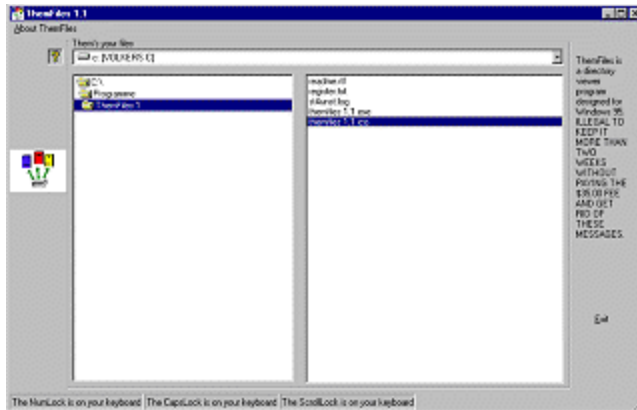 ThemFiles 1.1
About ThemFiles
Them's your files
c: [VOLKERS C]
C:\
Programme
ThemFiles 1
readme.rtf
register.txt
st4unst.log
themfiles 1.1.exe
themfiles 1.1
ThemFiles is
a directory
viewer
program
designed for
Windows 95.
ILLEGAL TO
KEEP IT
MORE THAN
TWO
WEEKS
WITHOUT
PAYING THE
$35.00 FEE
AND GET
RID OF
THESE
MESSAGES.
Exit
The NumLock is on your keyboard The CapsLock is on your keyboard The ScrollLock is on your keyboard